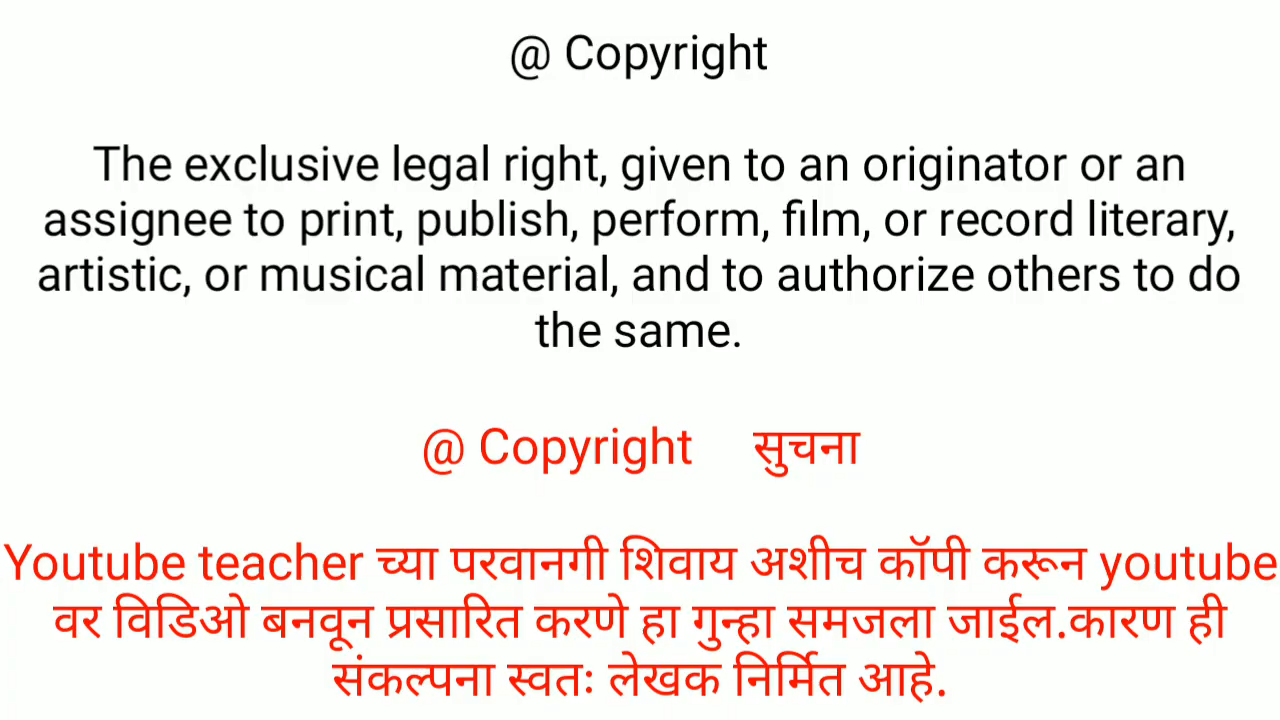 @ Copyright
The exclusive legal right, given to an originator or an
assignee to print, publish, perform, film, or record literary,
artistic, or musical material, and to authorize others to do
the same.
@ Copyright सुचना
Youtube teacher च्या परवानगी शिवाय अशीच कॉपी करून youtube
वर विडिओ बनवून प्रसारित करणे हा गुन्हा समजला जाईल.कारण ही
संकल्पना स्वतः लेखक निर्मित आहे.